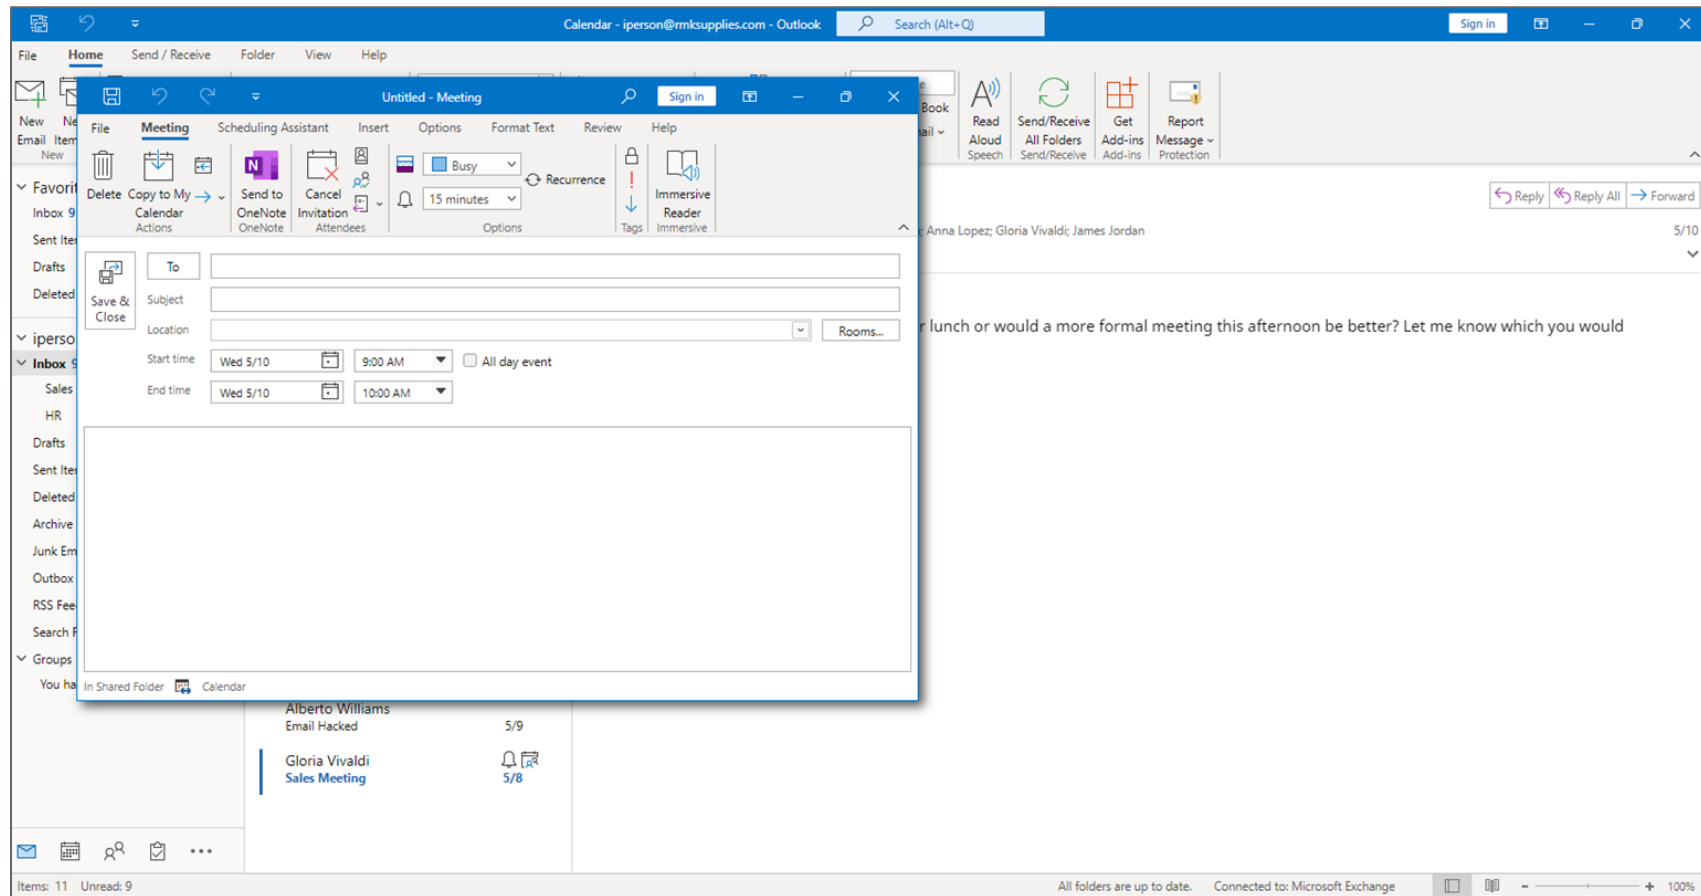 Calendar - iperson@rmksupplies.com - Outlook
Search (Alt+Q)
Sign in
File Home Send / Receive Folder View Help
New Email
New
Book
Read Aloud
Speech
Send/Receive All Folders
Send/Receive
Get Add-ins
Add-ins
Report Message
Protection
Untitled - Meeting
Sign in
File Meeting Scheduling Assistant Insert Options Format Text Review Help
Delete
Copy to My Calendar
Actions
Send to OneNote
OneNote
Cancel Invitation
Attendees
Busy
15 minutes
Recurrence
Options
Tags
Immersive Reader
Immersive
Save & Close
To
Subject
Location
Rooms...
Start time Wed 5/10 9:00 AM All day event
End time Wed 5/10 10:00 AM
In Shared Folder Calendar
Inbox 9
Drafts
Deleted
Inbox
Sales
HR
Drafts
Deleted
Archive
Outbox
Groups
Reply Reply All Forward
Anna Lopez; Gloria Vivaldi; James Jordan
5/10
lunch or would a more formal meeting this afternoon be better? Let me know which you would
Alberto Williams
Email Hacked 5/9
Gloria Vivaldi
Sales Meeting 5/8
Items: 11 Unread: 9
All folders are up to date. Connected to: Microsoft Exchange
100%